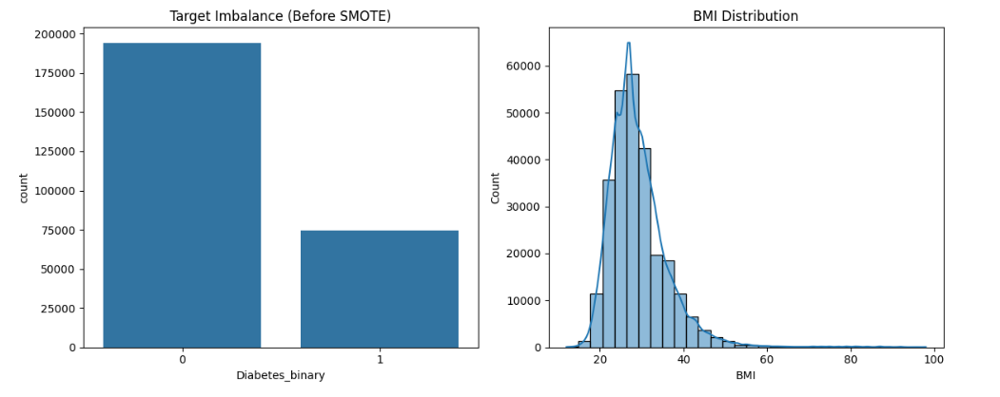 Target Imbalance (Before SMOTE)
200000
175000
150000
125000
100000
75000
50000
25000
0
count
0 1
Diabetes_binary
BMI Distribution
60000
50000
40000
30000
20000
10000
0
Count
20 40 60 80 100
BMI